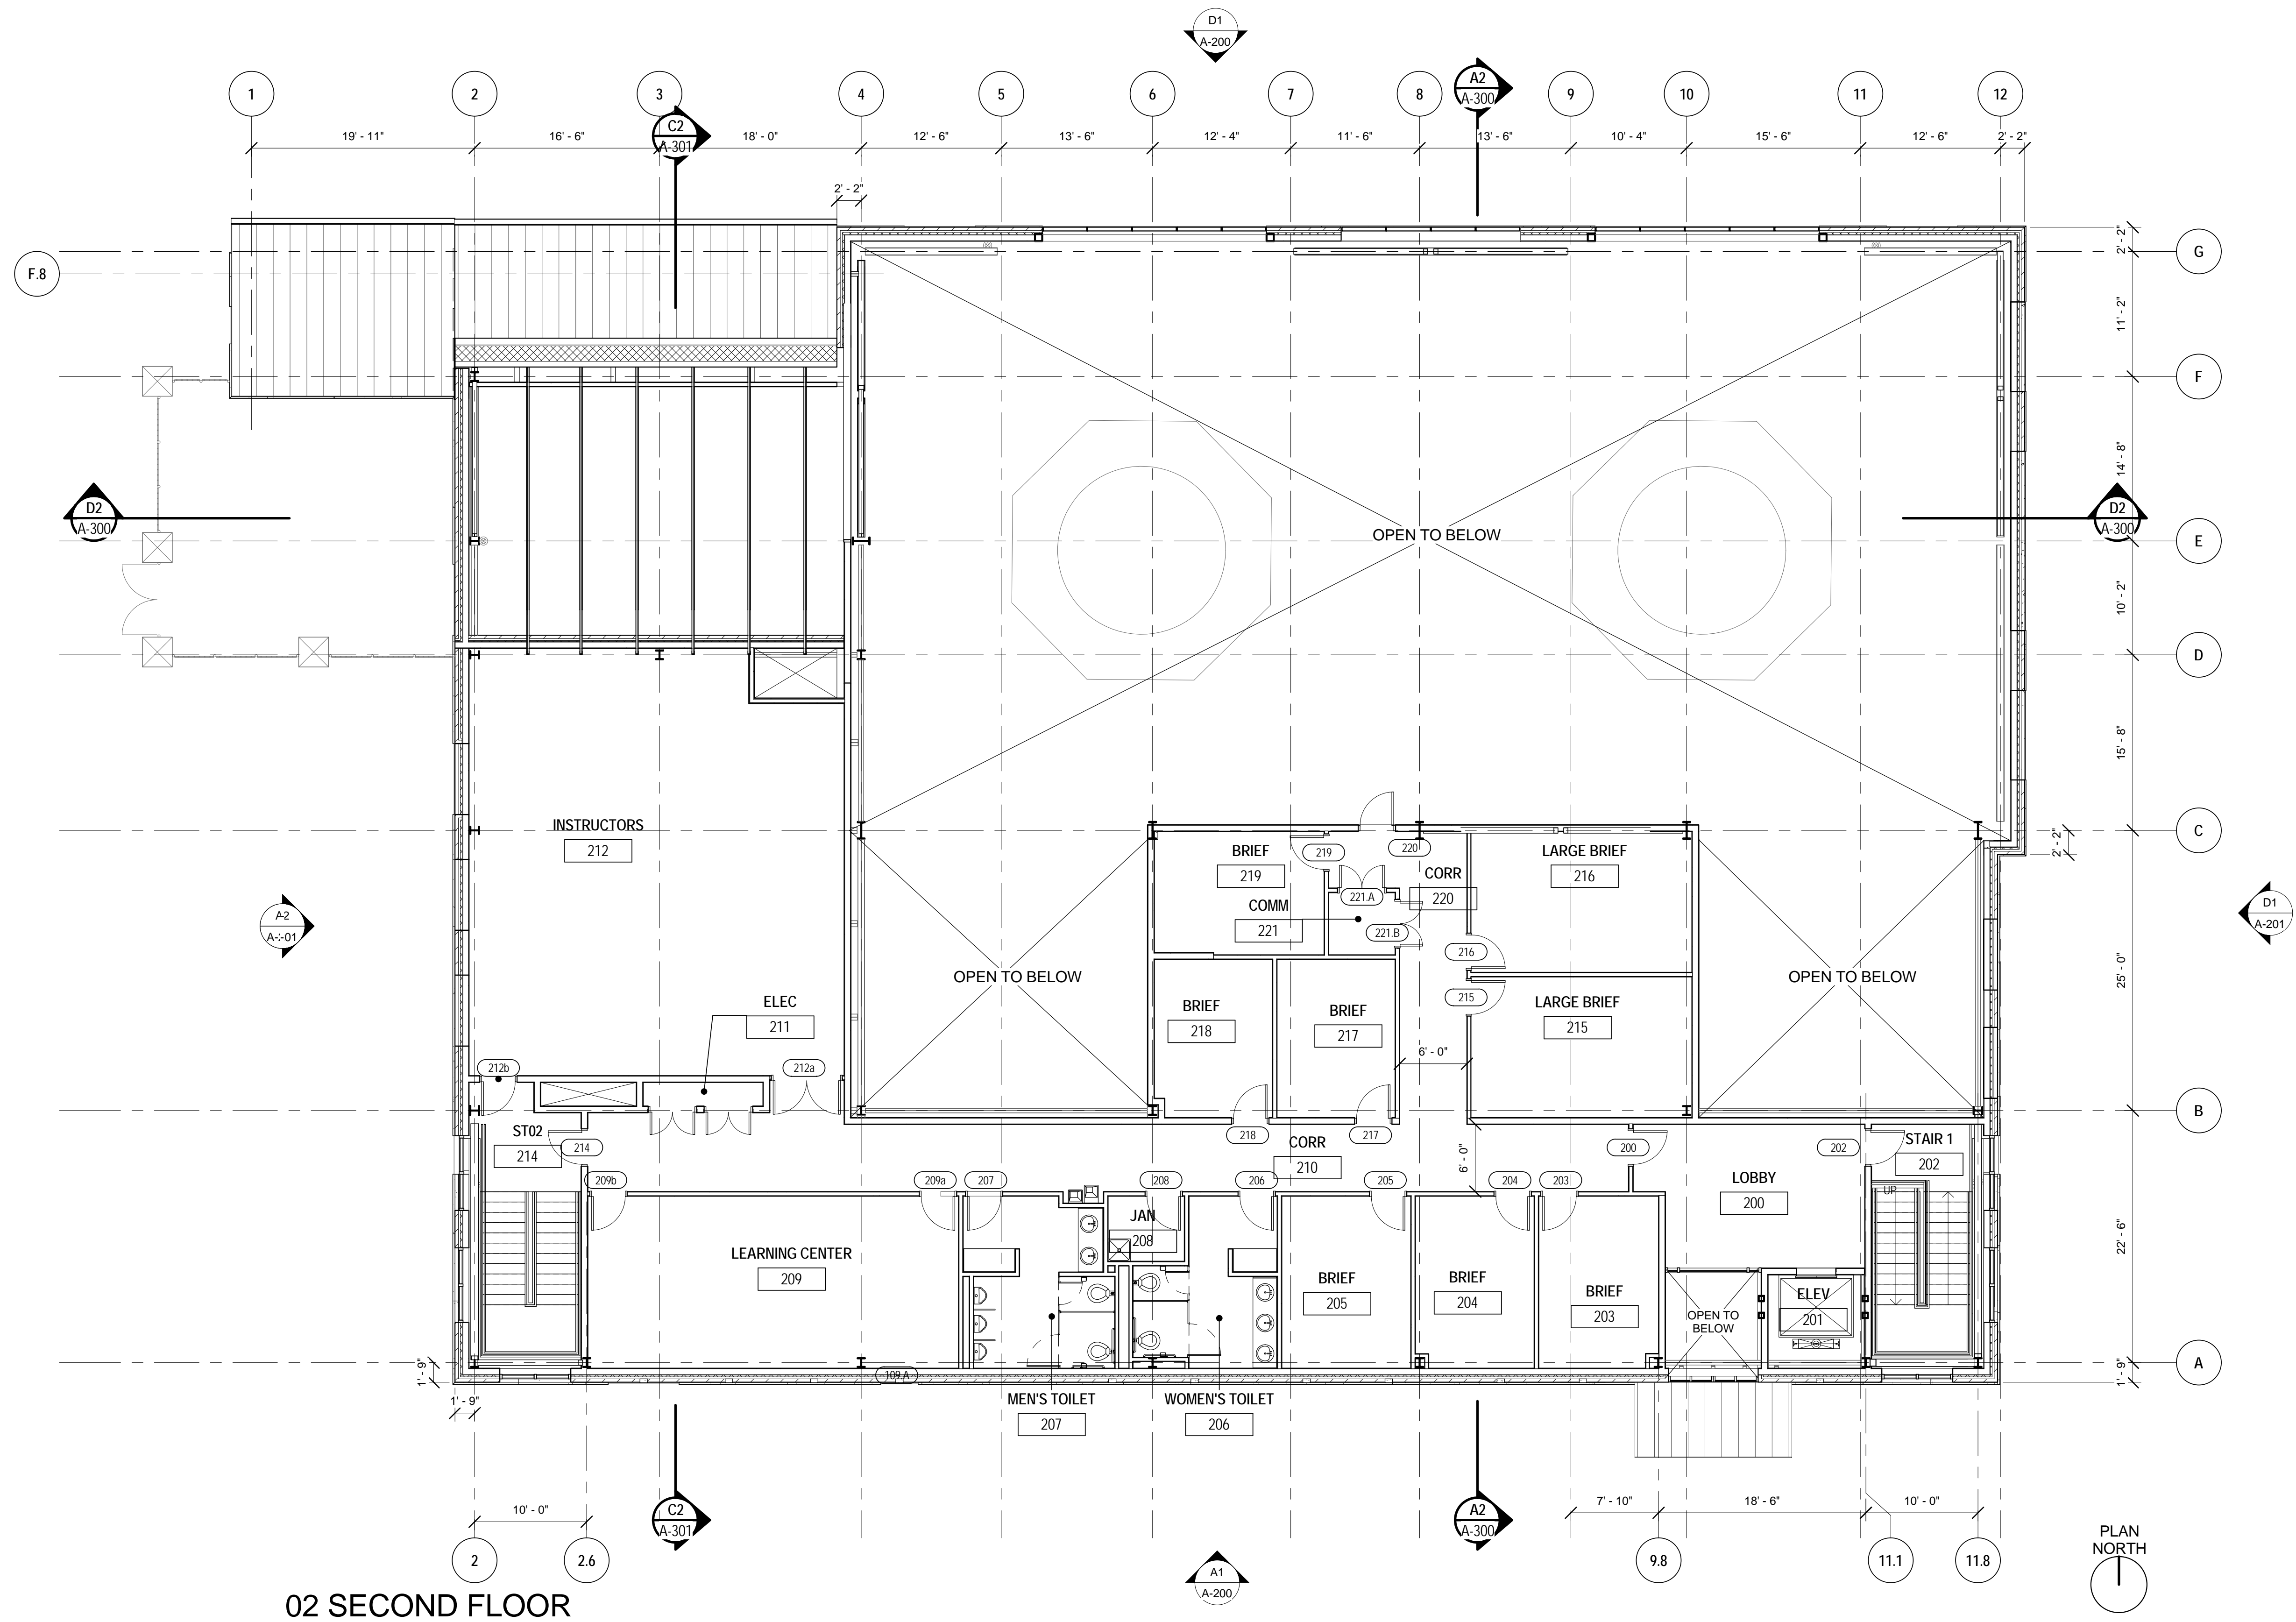 D1
A-200
1
2
3
4
5
6
7
8
9
10
11
12
A2
A-300
C2
A-301
19' - 11"
16' - 6"
18' - 0"
12' - 6"
13' - 6"
12' - 4"
11' - 6"
13' - 6"
10' - 4"
15' - 6"
12' - 6"
2' - 2"
2' - 2"
F.8
G
2' - 2"
11' - 2"
F
14' - 8"
D2
A-300
D2
A-300
OPEN TO BELOW
E
10' - 2"
D
15' - 8"
C
2' - 2"
INSTRUCTORS
212
BRIEF
219
219
220
LARGE BRIEF
216
CORR
220
221.A
COMM
221
221.B
216
A-2
D1
A-201
OPEN TO BELOW
OPEN TO BELOW
25' - 0"
215
LARGE BRIEF
215
ELEC
211
BRIEF
218
BRIEF
217
6' - 0"
212b
212a
B
ST02
214
214
218
CORR
210
217
6' - 0"
200
202
STAIR 1
202
209b
209a
207
208
206
205
204
203
LOBBY
200
UP
JAN
208
LEARNING CENTER
209
BRIEF
205
BRIEF
204
BRIEF
203
OPEN TO
BELOW
ELEV
201
22' - 6"
A
1' - 9"
1' - 9"
1' - 9"
109.A
MEN'S TOILET
207
WOMEN'S TOILET
206
10' - 0"
7' - 10"
18' - 6"
10' - 0"
C2
A-301
A2
A-300
2
2.6
A1
A-200
9.8
11.1
11.8
PLAN
NORTH
02 SECOND FLOOR